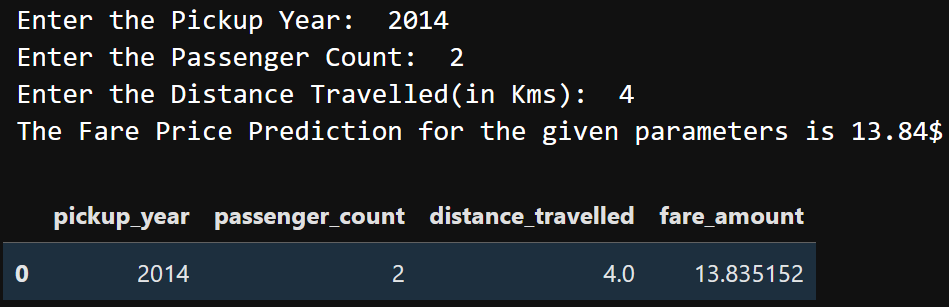 Enter the Pickup Year:  2014
Enter the Passenger Count:  2
Enter the Distance Travelled(in Kms):  4
The Fare Price Prediction for the given parameters is 13.84$
pickup_year passenger_count distance_travelled fare_amount
0 2014 2 4.0 13.835152